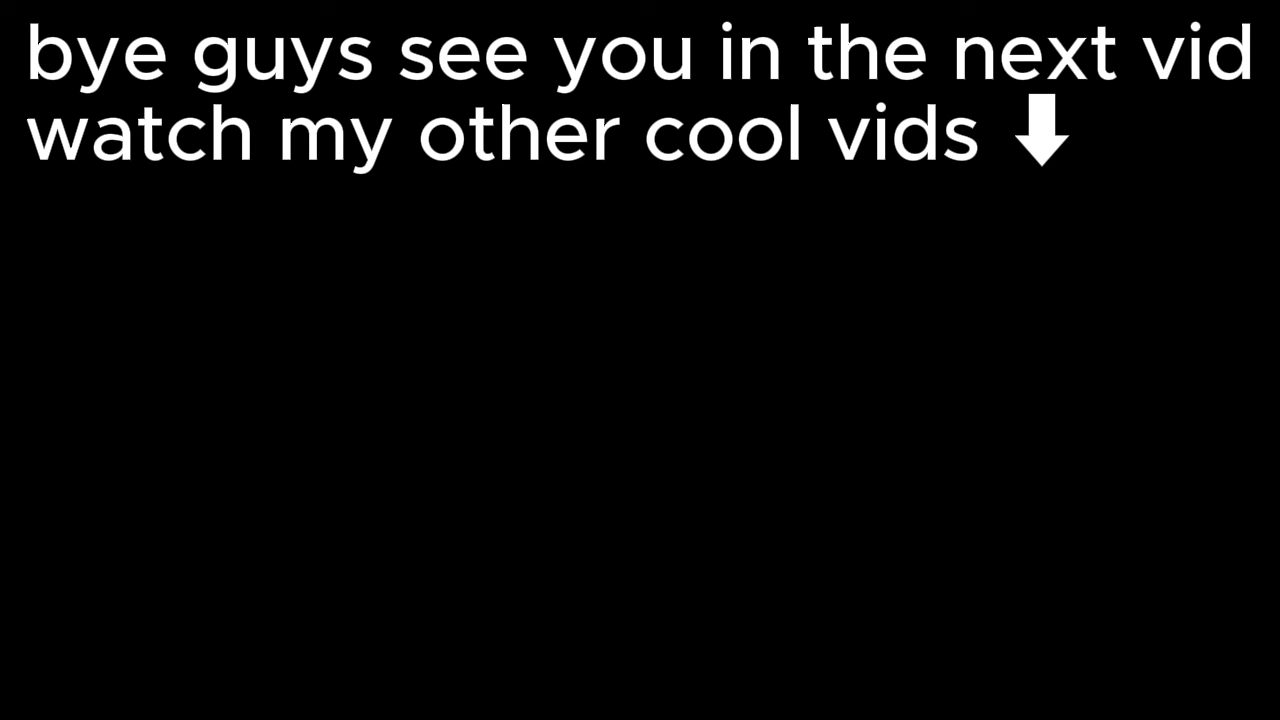 bye guys see you in the next vid
watch my other cool vids ⬇